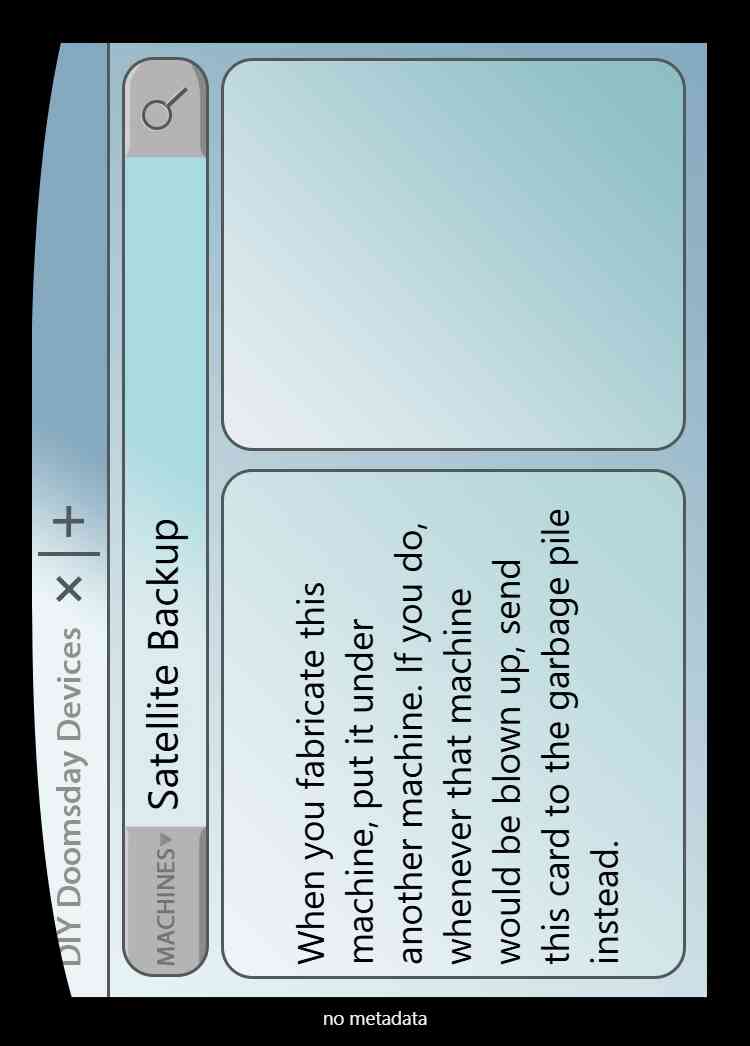 DIY Doomsday Devices × | +
MACHINES▾ Satellite Backup
When you fabricate this
machine, put it under
another machine. If you do,
whenever that machine
would be blown up, send
this card to the garbage pile
instead.
no metadata